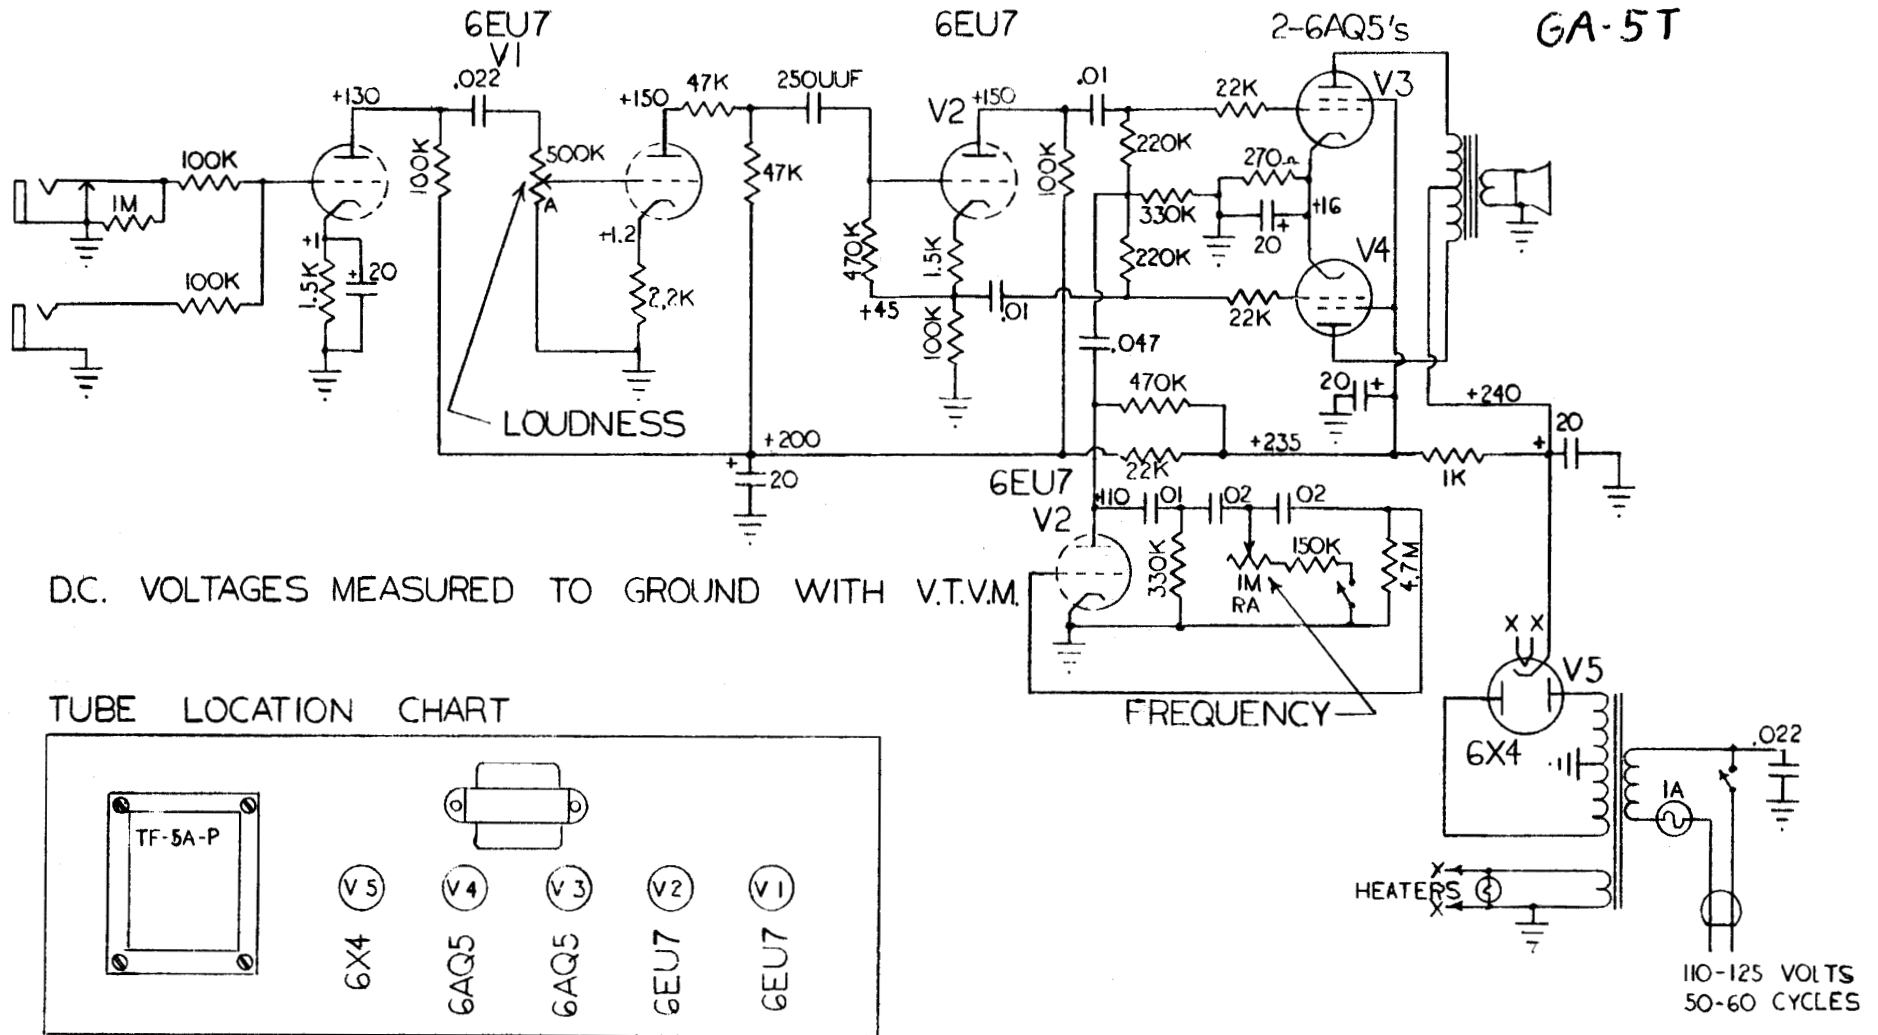 6EU7
V1
6EU7
2-6AQ5's
GA-5T
+130
.022
+150
47K
250UUF
V2
+150
.01
22K
V3
100K
1M
100K
500K
A
47K
100K
220K
270Ω
330K
+16
20
V4
220K
22K
100K
+1
1.5K
+
20
+1.2
2.2K
470K
1.5K
+45
.01
100K
.047
LOUDNESS
470K
20
+
+240
20
+
+200
+
20
22K
+235
1K
6EU7
V2
+110
01
02
02
330K
1M
RA
150K
4.7M
D.C. VOLTAGES MEASURED TO GROUND WITH V.T.V.M.
FREQUENCY
X X
V5
6X4
.022
1A
X
HEATERS
X
110-125 VOLTS
50-60 CYCLES
TUBE LOCATION CHART
TF-5A-P
V5
V4
V3
V2
V1
6X4
6AQ5
6AQ5
6EU7
6EU7